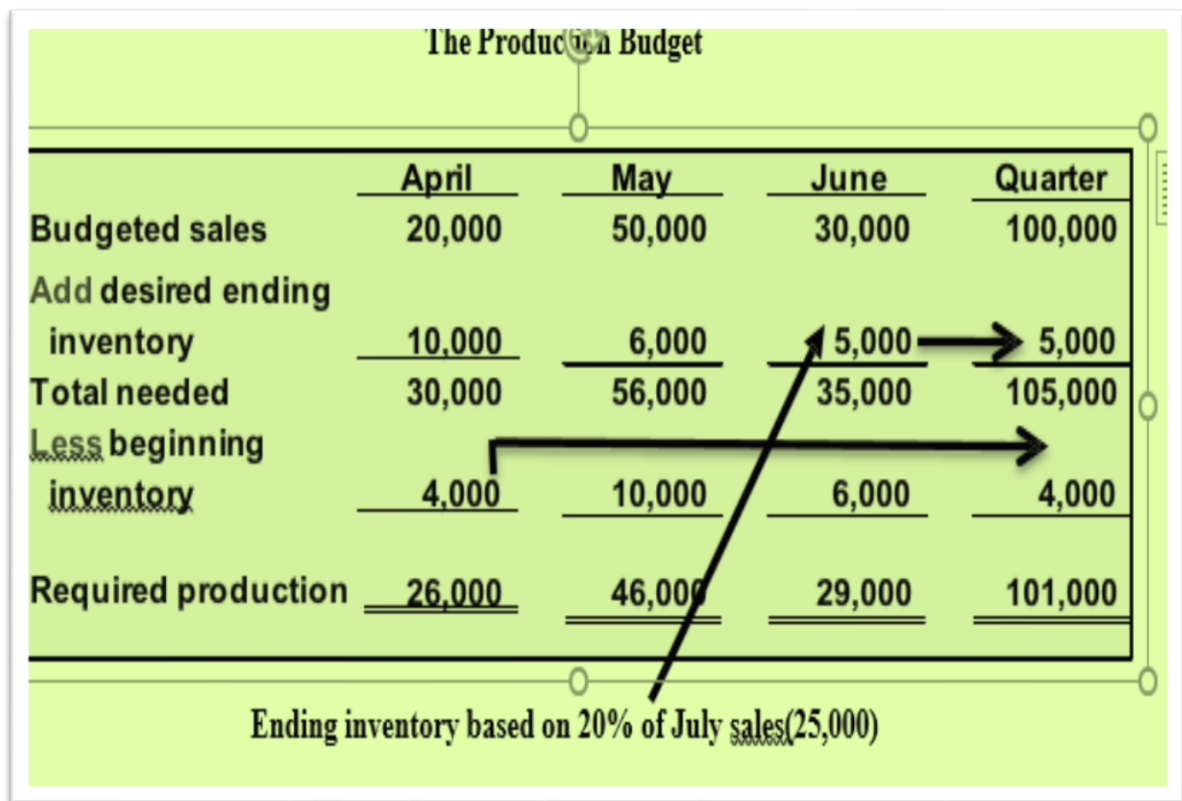 The Production Budget
April May June Quarter
Budgeted sales 20,000 50,000 30,000 100,000
Add desired ending
inventory 10,000 6,000 5,000 5,000
Total needed 30,000 56,000 35,000 105,000
Less beginning
inventory 4,000 10,000 6,000 4,000
Required production 26,000 46,000 29,000 101,000
Ending inventory based on 20% of July sales(25,000)